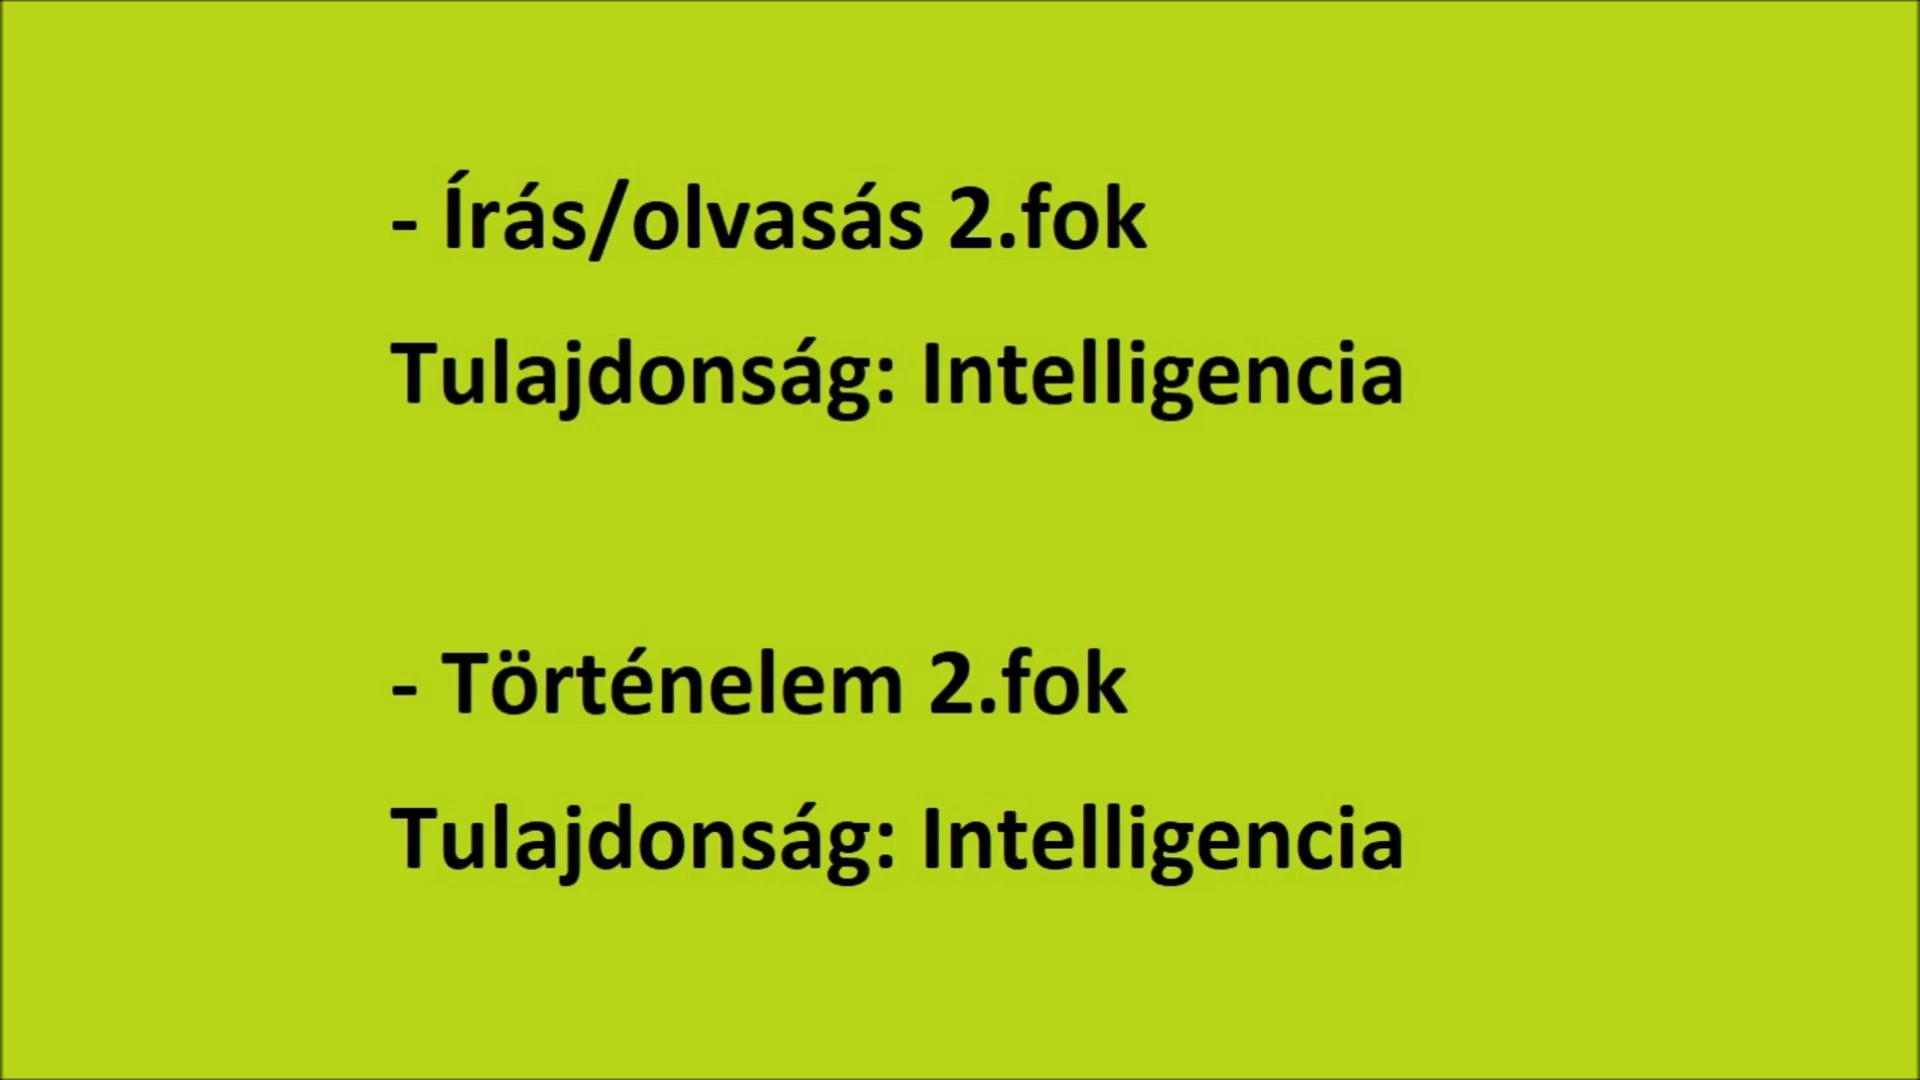 - Írás/olvasás 2.fok
Tulajdonság: Intelligencia
- Történelem 2.fok
Tulajdonság: Intelligencia